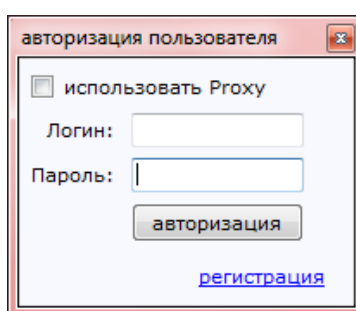 авторизация пользователя
использовать Proxy
Логин:
Пароль:
авторизация
регистрация